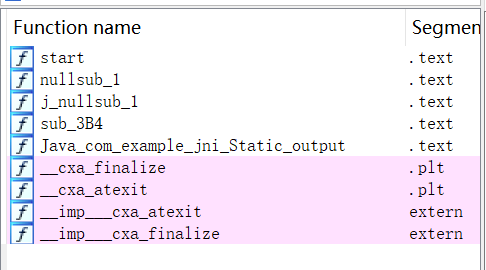 Function name Segmen
f start .text
f nullsub_1 .text
f j_nullsub_1 .text
f sub_3B4 .text
f Java_com_example_jni_Static_output .text
f __cxa_finalize .plt
f __cxa_atexit .plt
f __imp___cxa_atexit extern
f __imp___cxa_finalize extern